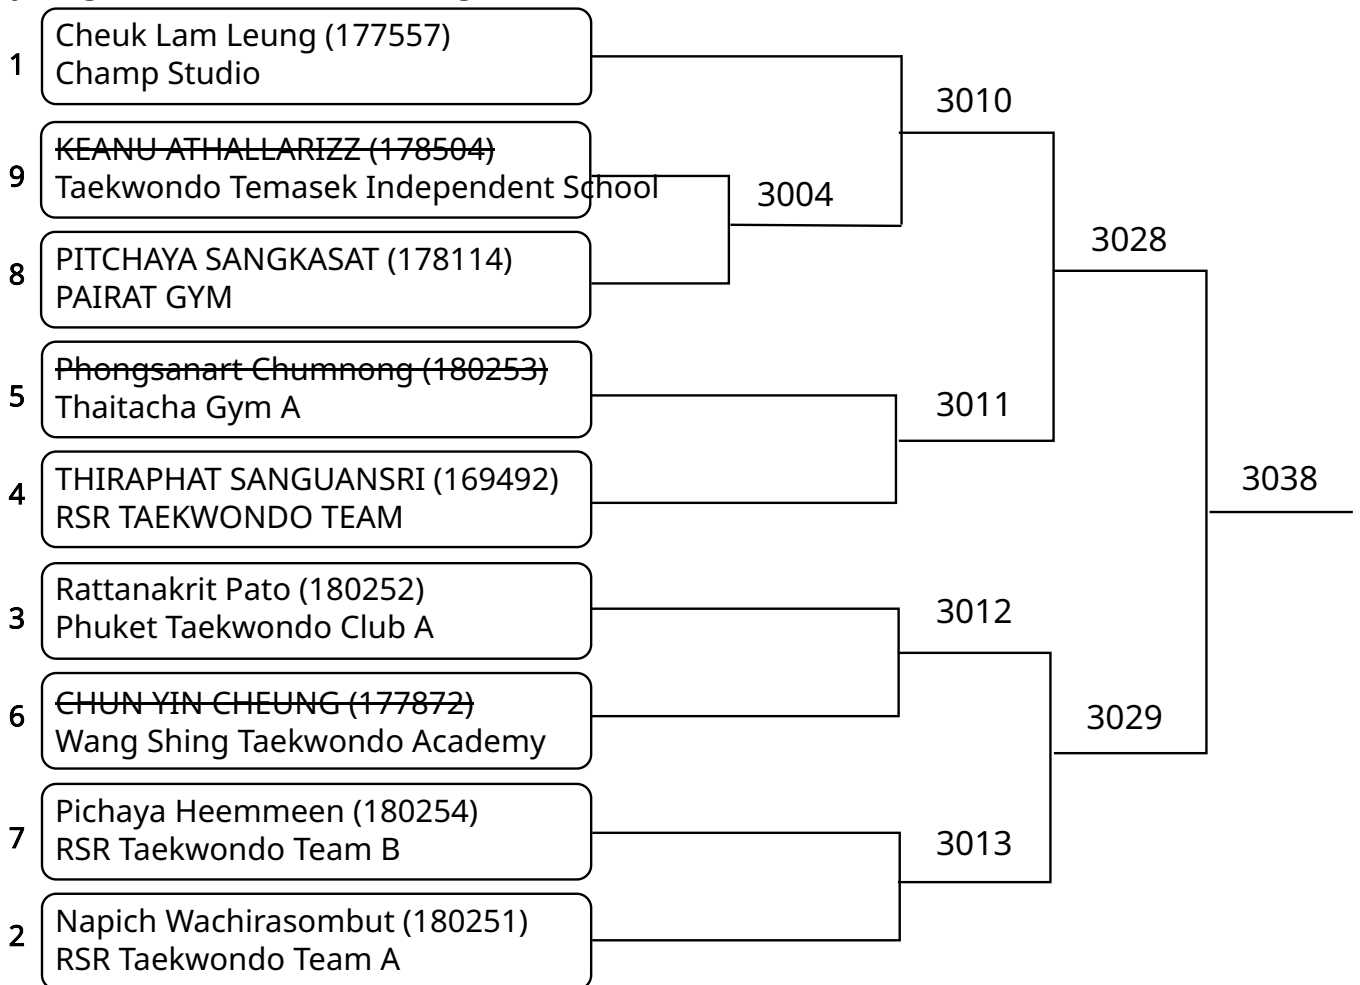 1
Cheuk Lam Leung (177557)
Champ Studio
9
KEANU ATHALLARIZZ (178504)
Taekwondo Temasek Independent School
8
PITCHAYA SANGKASAT (178114)
PAIRAT GYM
5
Phongsanart Chumnong (180253)
Thaitacha Gym A
4
THIRAPHAT SANGUANSRI (169492)
RSR TAEKWONDO TEAM
3
Rattanakrit Pato (180252)
Phuket Taekwondo Club A
6
CHUN YIN CHEUNG (177872)
Wang Shing Taekwondo Academy
7
Pichaya Heemmeen (180254)
RSR Taekwondo Team B
2
Napich Wachirasombut (180251)
RSR Taekwondo Team A
3004
3010
3011
3012
3013
3028
3029
3038